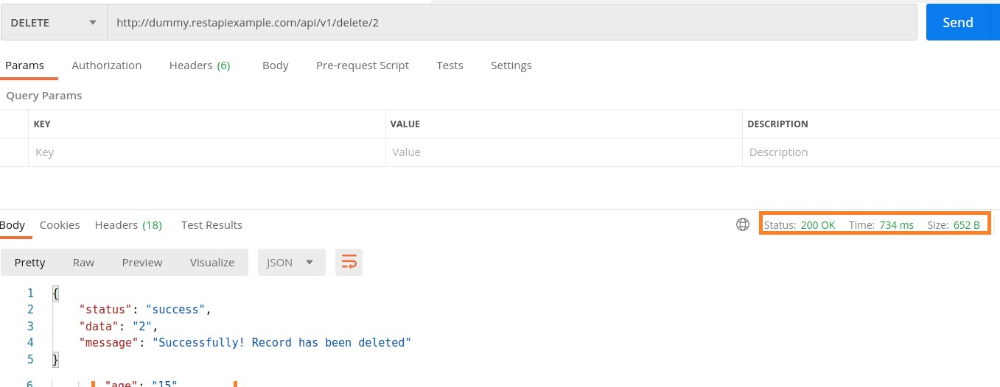 DELETE http://dummy.restapiexample.com/api/v1/delete/2 Send
Params Authorization Headers (6) Body Pre-request Script Tests Settings
Query Params
KEY VALUE DESCRIPTION
Key Value Description
Body Cookies Headers (18) Test Results Status: 200 OK Time: 734 ms Size: 652 B
Pretty Raw Preview Visualize JSON
1 {
2 "status": "success",
3 "data": "2",
4 "message": "Successfully! Record has been deleted"
5 }
6 "age": "15"